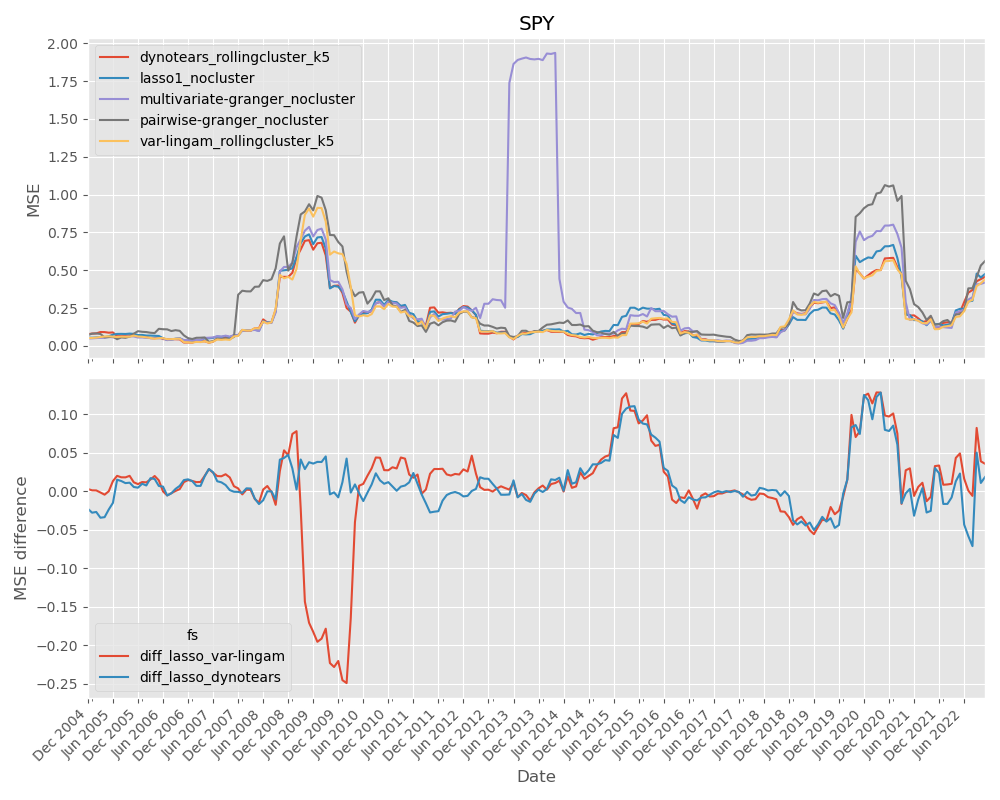 SPY
2.00
1.75
1.50
1.25
1.00
0.75
0.50
0.25
0.00
MSE
dynotears_rollingcluster_k5
lasso1_nocluster
multivariate-granger_nocluster
pairwise-granger_nocluster
var-lingam_rollingcluster_k5
0.10
0.05
0.00
−0.05
−0.10
−0.15
−0.20
−0.25
MSE difference
fs
diff_lasso_var-lingam
diff_lasso_dynotears
Dec 2004
Jun 2005
Dec 2005
Jun 2006
Dec 2006
Jun 2007
Dec 2007
Jun 2008
Dec 2008
Jun 2009
Dec 2009
Jun 2010
Dec 2010
Jun 2011
Dec 2011
Jun 2012
Dec 2012
Jun 2013
Dec 2013
Jun 2014
Dec 2014
Jun 2015
Dec 2015
Jun 2016
Dec 2016
Jun 2017
Dec 2017
Jun 2018
Dec 2018
Jun 2019
Dec 2019
Jun 2020
Dec 2020
Jun 2021
Dec 2021
Jun 2022
Date